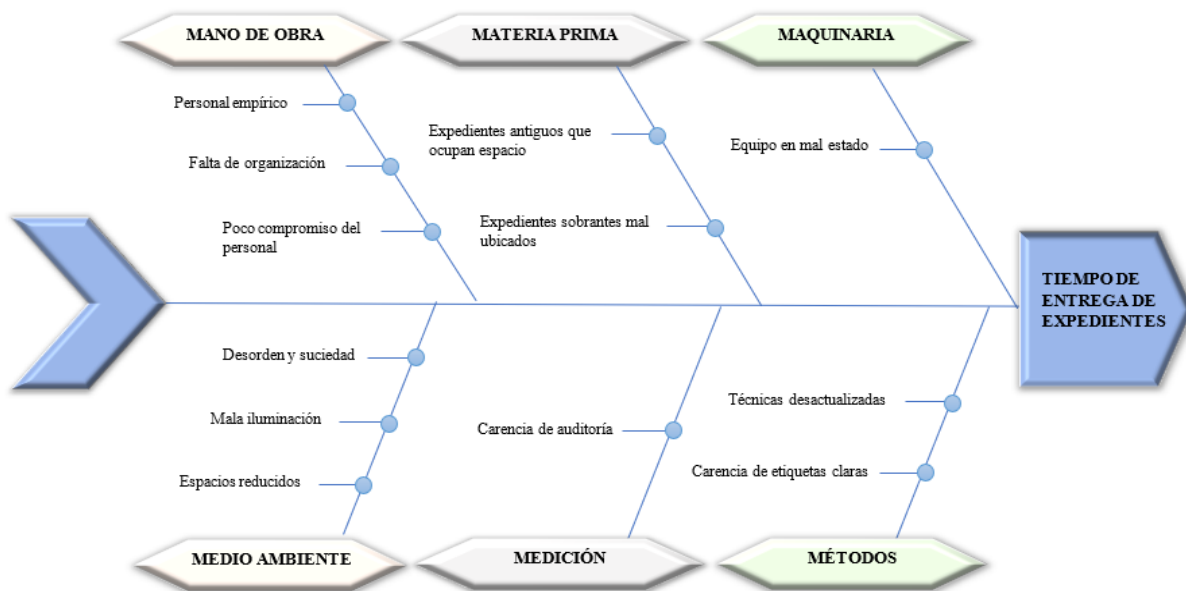 MANO DE OBRA
MATERIA PRIMA
MAQUINARIA
Personal empírico
Falta de organización
Poco compromiso del
personal
Expedientes antiguos que
ocupan espacio
Expedientes sobrantes mal
ubicados
Equipo en mal estado
TIEMPO DE
ENTREGA DE
EXPEDIENTES
Desorden y suciedad
Mala iluminación
Espacios reducidos
Carencia de auditoría
Técnicas desactualizadas
Carencia de etiquetas claras
MEDIO AMBIENTE
MEDICIÓN
MÉTODOS